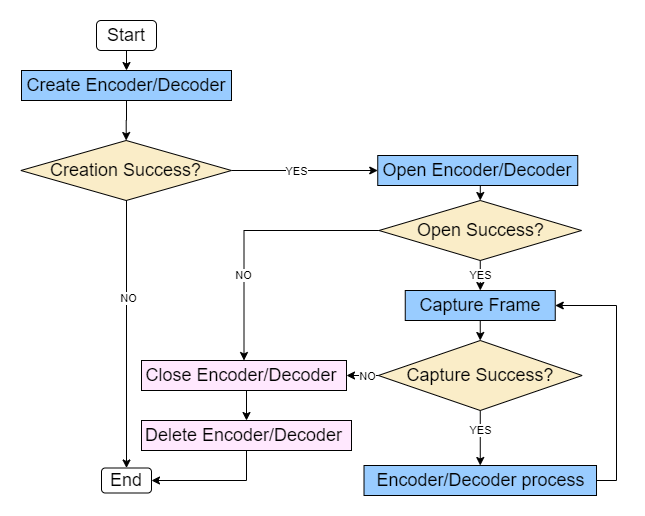 Start
Create Encoder/Decoder
Creation Success?
YES
Open Encoder/Decoder
Open Success?
NO
YES
NO
Capture Frame
Close Encoder/Decoder
NO
Capture Success?
YES
Delete Encoder/Decoder
End
Encoder/Decoder process